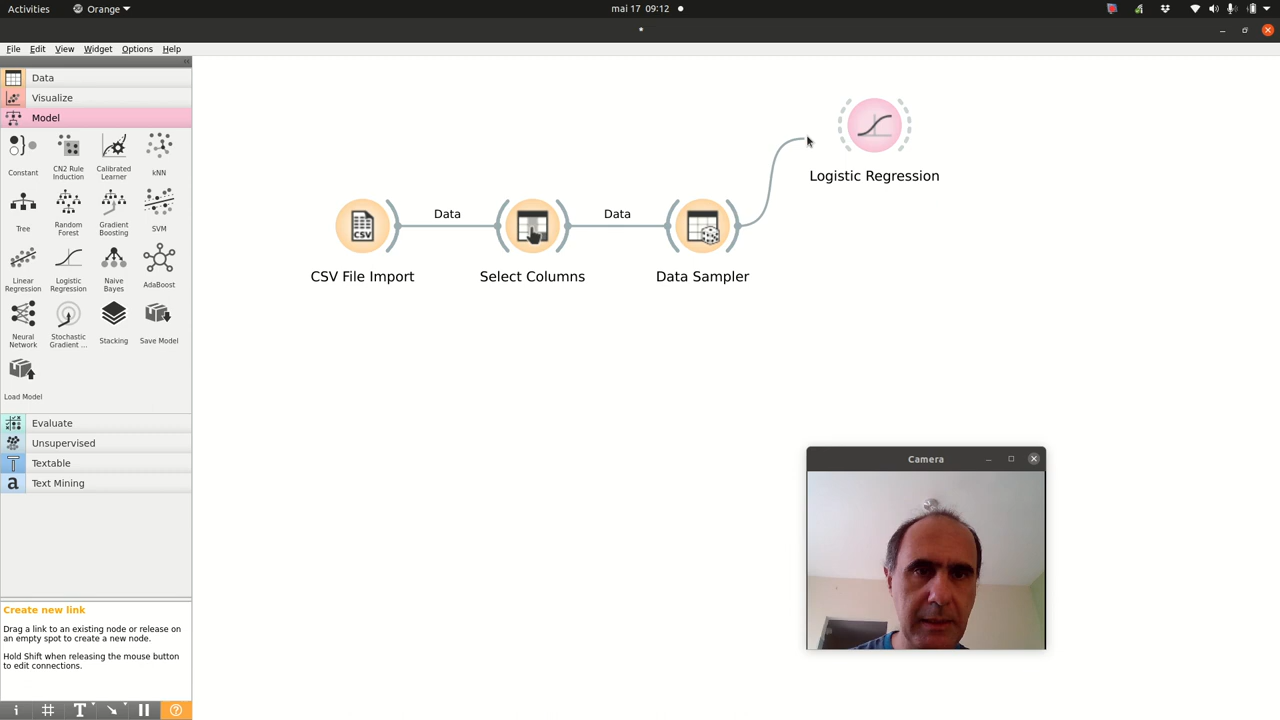 Activities
Orange
mai 17 09:12
*
File Edit View Widget Options Help
Data
Visualize
Model
Constant
CN2 Rule
Induction
Calibrated
Learner
kNN
Tree
Random
Forest
Gradient
Boosting
SVM
Linear
Regression
Logistic
Regression
Naive
Bayes
AdaBoost
Neural
Network
Stochastic
Gradient ...
Stacking
Save Model
Load Model
Evaluate
Unsupervised
Textable
Text Mining
Create new link
Drag a link to an existing node or release on
an empty spot to create a new node.
Hold Shift when releasing the mouse button
to edit connections.
CSV
CSV File Import
Data
Select Columns
Data
Data Sampler
Logistic Regression
Camera